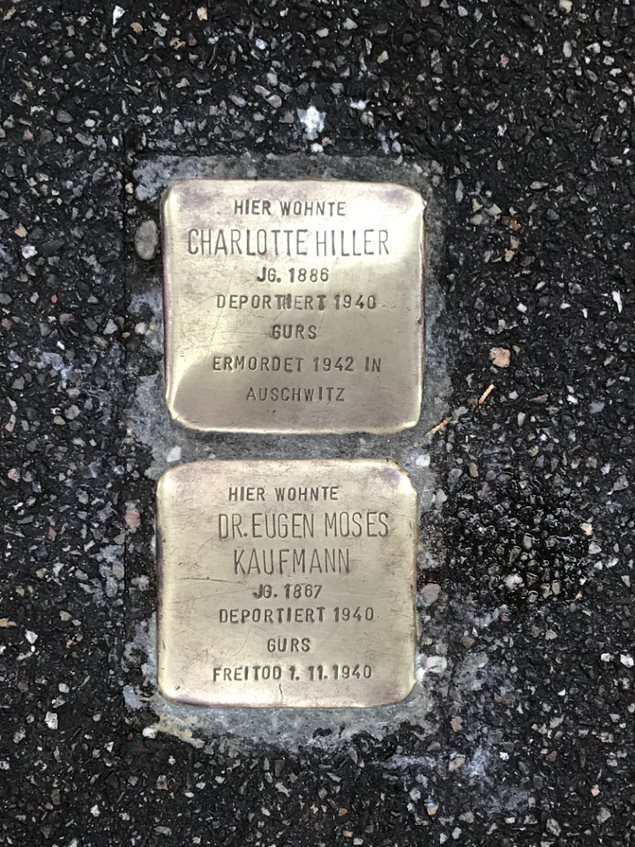 HIER WOHNTE
CHARLOTTE HILLER
JG. 1886
DEPORTIERT 1940
GURS
ERMORDET 1942 IN
AUSCHWITZ
HIER WOHNTE
DR. EUGEN MOSES
KAUFMANN
JG. 1867
DEPORTIERT 1940
GURS
FREITOD 1. 11. 1940